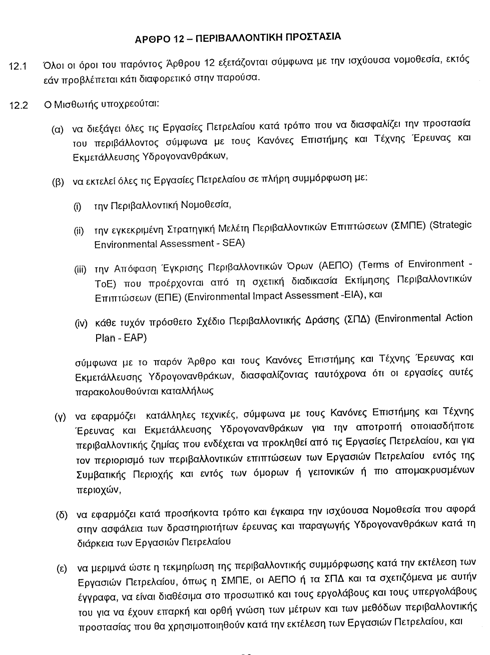 ΑΡΘΡΟ 12 – ΠΕΡΙΒΑΛΛΟΝΤΙΚΗ ΠΡΟΣΤΑΣΙΑ
12.1 Όλοι οι όροι του παρόντος Άρθρου 12 εξετάζονται σύμφωνα με την ισχύουσα νομοθεσία, εκτός
εάν προβλέπεται κάτι διαφορετικό στην παρούσα.
12.2 Ο Μισθωτής υποχρεούται:
(α) να διεξάγει όλες τις Εργασίες Πετρελαίου κατά τρόπο που να διασφαλίζει την προστασία
του περιβάλλοντος σύμφωνα με τους Κανόνες Επιστήμης και Τέχνης Έρευνας και
Εκμετάλλευσης Υδρογονανθράκων,
(β) να εκτελεί όλες τις Εργασίες Πετρελαίου σε πλήρη συμμόρφωση με:
(i) την Περιβαλλοντική Νομοθεσία,
(ii) την εγκεκριμένη Στρατηγική Μελέτη Περιβαλλοντικών Επιπτώσεων (ΣΜΠΕ) (Strategic
Environmental Assessment - SEA)
(iii) την Απόφαση Έγκρισης Περιβαλλοντικών Όρων (ΑΕΠΟ) (Terms of Environment -
ToE) που προέρχονται από τη σχετική διαδικασία Εκτίμησης Περιβαλλοντικών
Επιπτώσεων (ΕΠΕ) (Environmental Impact Assessment -EIA), και
(iv) κάθε τυχόν πρόσθετο Σχέδιο Περιβαλλοντικής Δράσης (ΣΠΔ) (Environmental Action
Plan - EAP)
σύμφωνα με το παρόν Άρθρο και τους Κανόνες Επιστήμης και Τέχνης Έρευνας και
Εκμετάλλευσης Υδρογονανθράκων, διασφαλίζοντας ταυτόχρονα ότι οι εργασίες αυτές
παρακολουθούνται καταλλήλως
(γ) να εφαρμόζει κατάλληλες τεχνικές, σύμφωνα με τους Κανόνες Επιστήμης και Τέχνης
Έρευνας και Εκμετάλλευσης Υδρογονανθράκων για την αποτροπή οποιασδήποτε
περιβαλλοντικής ζημίας που ενδέχεται να προκληθεί από τις Εργασίες Πετρελαίου, και για
τον περιορισμό των περιβαλλοντικών επιπτώσεων των Εργασιών Πετρελαίου εντός της
Συμβατικής Περιοχής και εντός των όμορων ή γειτονικών ή πιο απομακρυσμένων
περιοχών,
(δ) να εφαρμόζει κατά προσήκοντα τρόπο και έγκαιρα την ισχύουσα Νομοθεσία που αφορά
στην ασφάλεια των δραστηριοτήτων έρευνας και παραγωγής Υδρογονανθράκων κατά τη
διάρκεια των Εργασιών Πετρελαίου
(ε) να μεριμνά ώστε η τεκμηρίωση της περιβαλλοντικής συμμόρφωσης κατά την εκτέλεση των
Εργασιών Πετρελαίου, όπως η ΣΜΠΕ, οι ΑΕΠΟ ή τα ΣΠΔ και τα σχετιζόμενα με αυτήν
έγγραφα, να είναι διαθέσιμα στο προσωπικό και τους εργολάβους και τους υπεργολάβους
του για να έχουν επαρκή και ορθή γνώση των μέτρων και των μεθόδων περιβαλλοντικής
προστασίας που θα χρησιμοποιηθούν κατά την εκτέλεση των Εργασιών Πετρελαίου, και